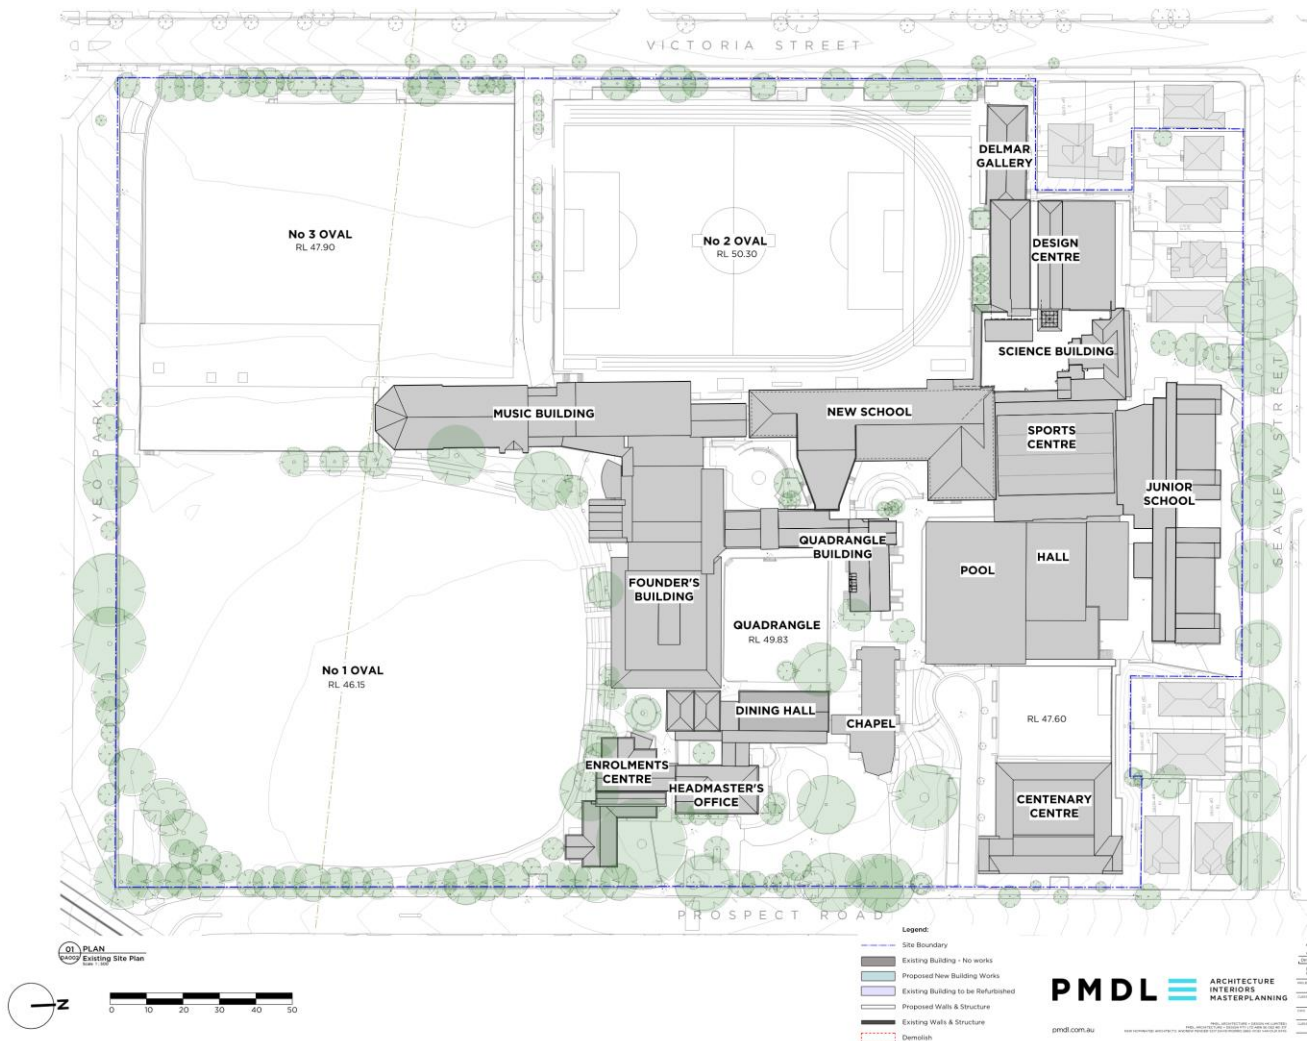 VICTORIA STREET
DELMAR
GALLERY
No 3 OVAL
RL 47.90
No 2 OVAL
RL 50.30
DESIGN
CENTRE
SCIENCE BUILDING
YEO PARK
MUSIC BUILDING
NEW SCHOOL
SPORTS
CENTRE
SEAVIEW STREET
JUNIOR
SCHOOL
QUADRANGLE
BUILDING
HALL
POOL
FOUNDER'S
BUILDING
QUADRANGLE
RL 49.83
No 1 OVAL
RL 46.15
DINING HALL
CHAPEL
RL 47.60
ENROLMENTS
CENTRE
HEADMASTER'S
OFFICE
CENTENARY
CENTRE
PROSPECT ROAD
01
DA002
PLAN
Existing Site Plan
N
0 10 20 30 40 50
Legend:
Site Boundary
Existing Building - No works
Proposed New Building Works
Existing Building to be Refurbished
Proposed Walls & Structure
Existing Walls & Structure
Demolish
PMDL
ARCHITECTURE
INTERIORS
MASTERPLANNING
pmdl.com.au